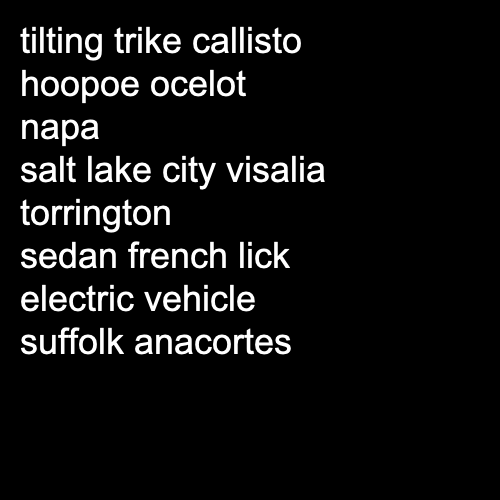 tilting trike callisto
hoopoe ocelot
napa
salt lake city visalia
torrington
sedan french lick
electric vehicle
suffolk anacortes